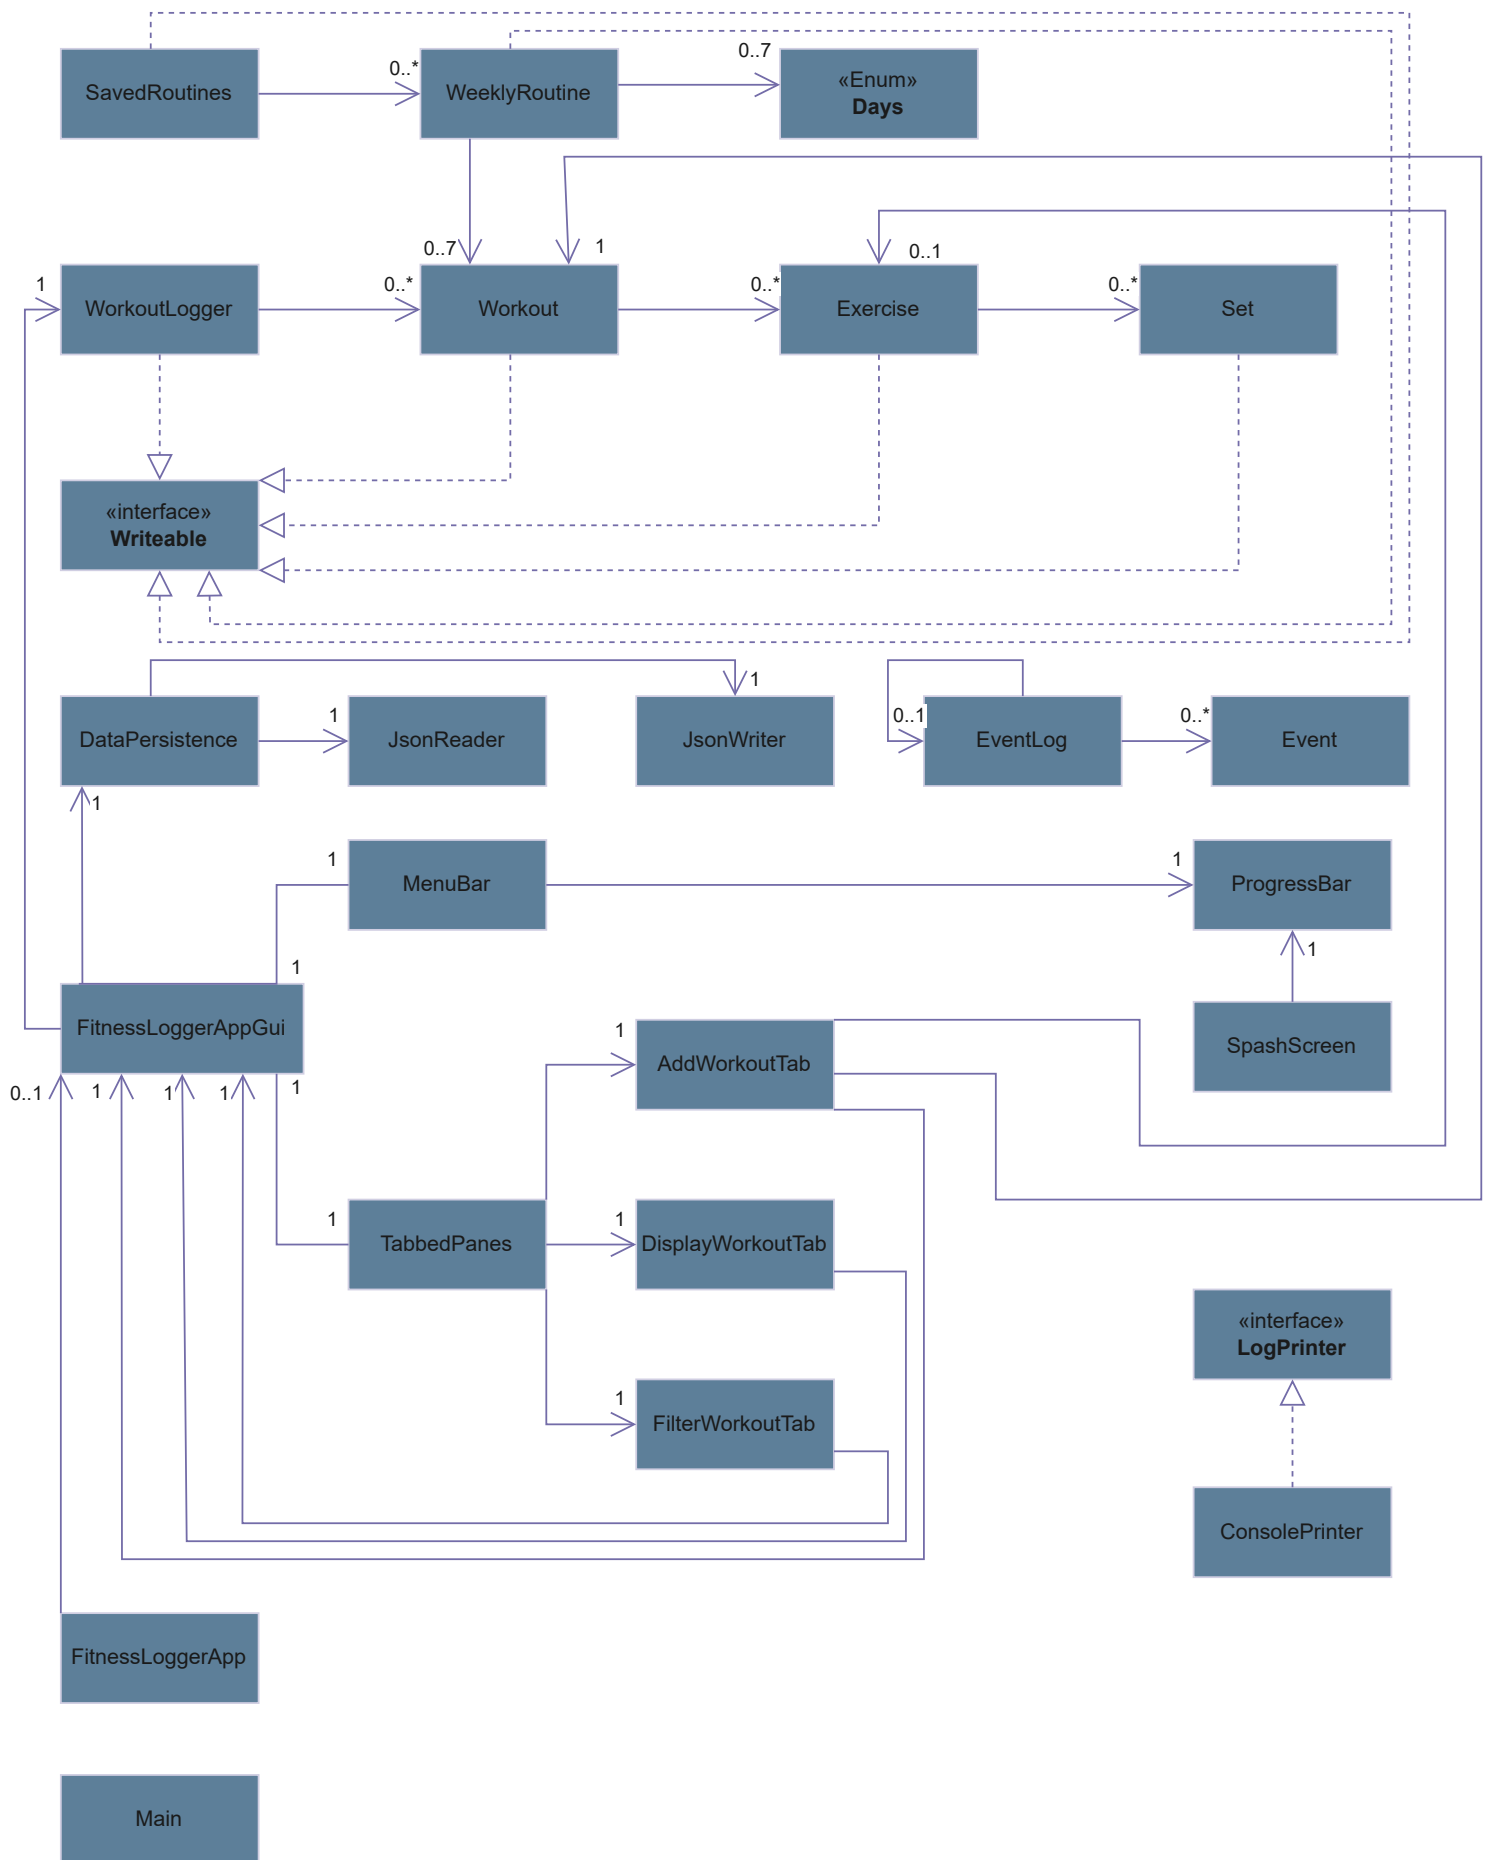 0..*
0..7
SavedRoutines
WeeklyRoutine
«Enum»
Days
0..7
1
0..1
1
0..*
0..*
0..*
WorkoutLogger
Workout
Exercise
Set
«interface»
Writeable
1
1
0..1
0..*
DataPersistence
JsonReader
JsonWriter
EventLog
Event
1
1
1
MenuBar
ProgressBar
1
1
FitnessLoggerAppGui
1
AddWorkoutTab
SpashScreen
0..1
1
1
1
1
1
1
TabbedPanes
DisplayWorkoutTab
«interface»
LogPrinter
1
FilterWorkoutTab
ConsolePrinter
FitnessLoggerApp
Main